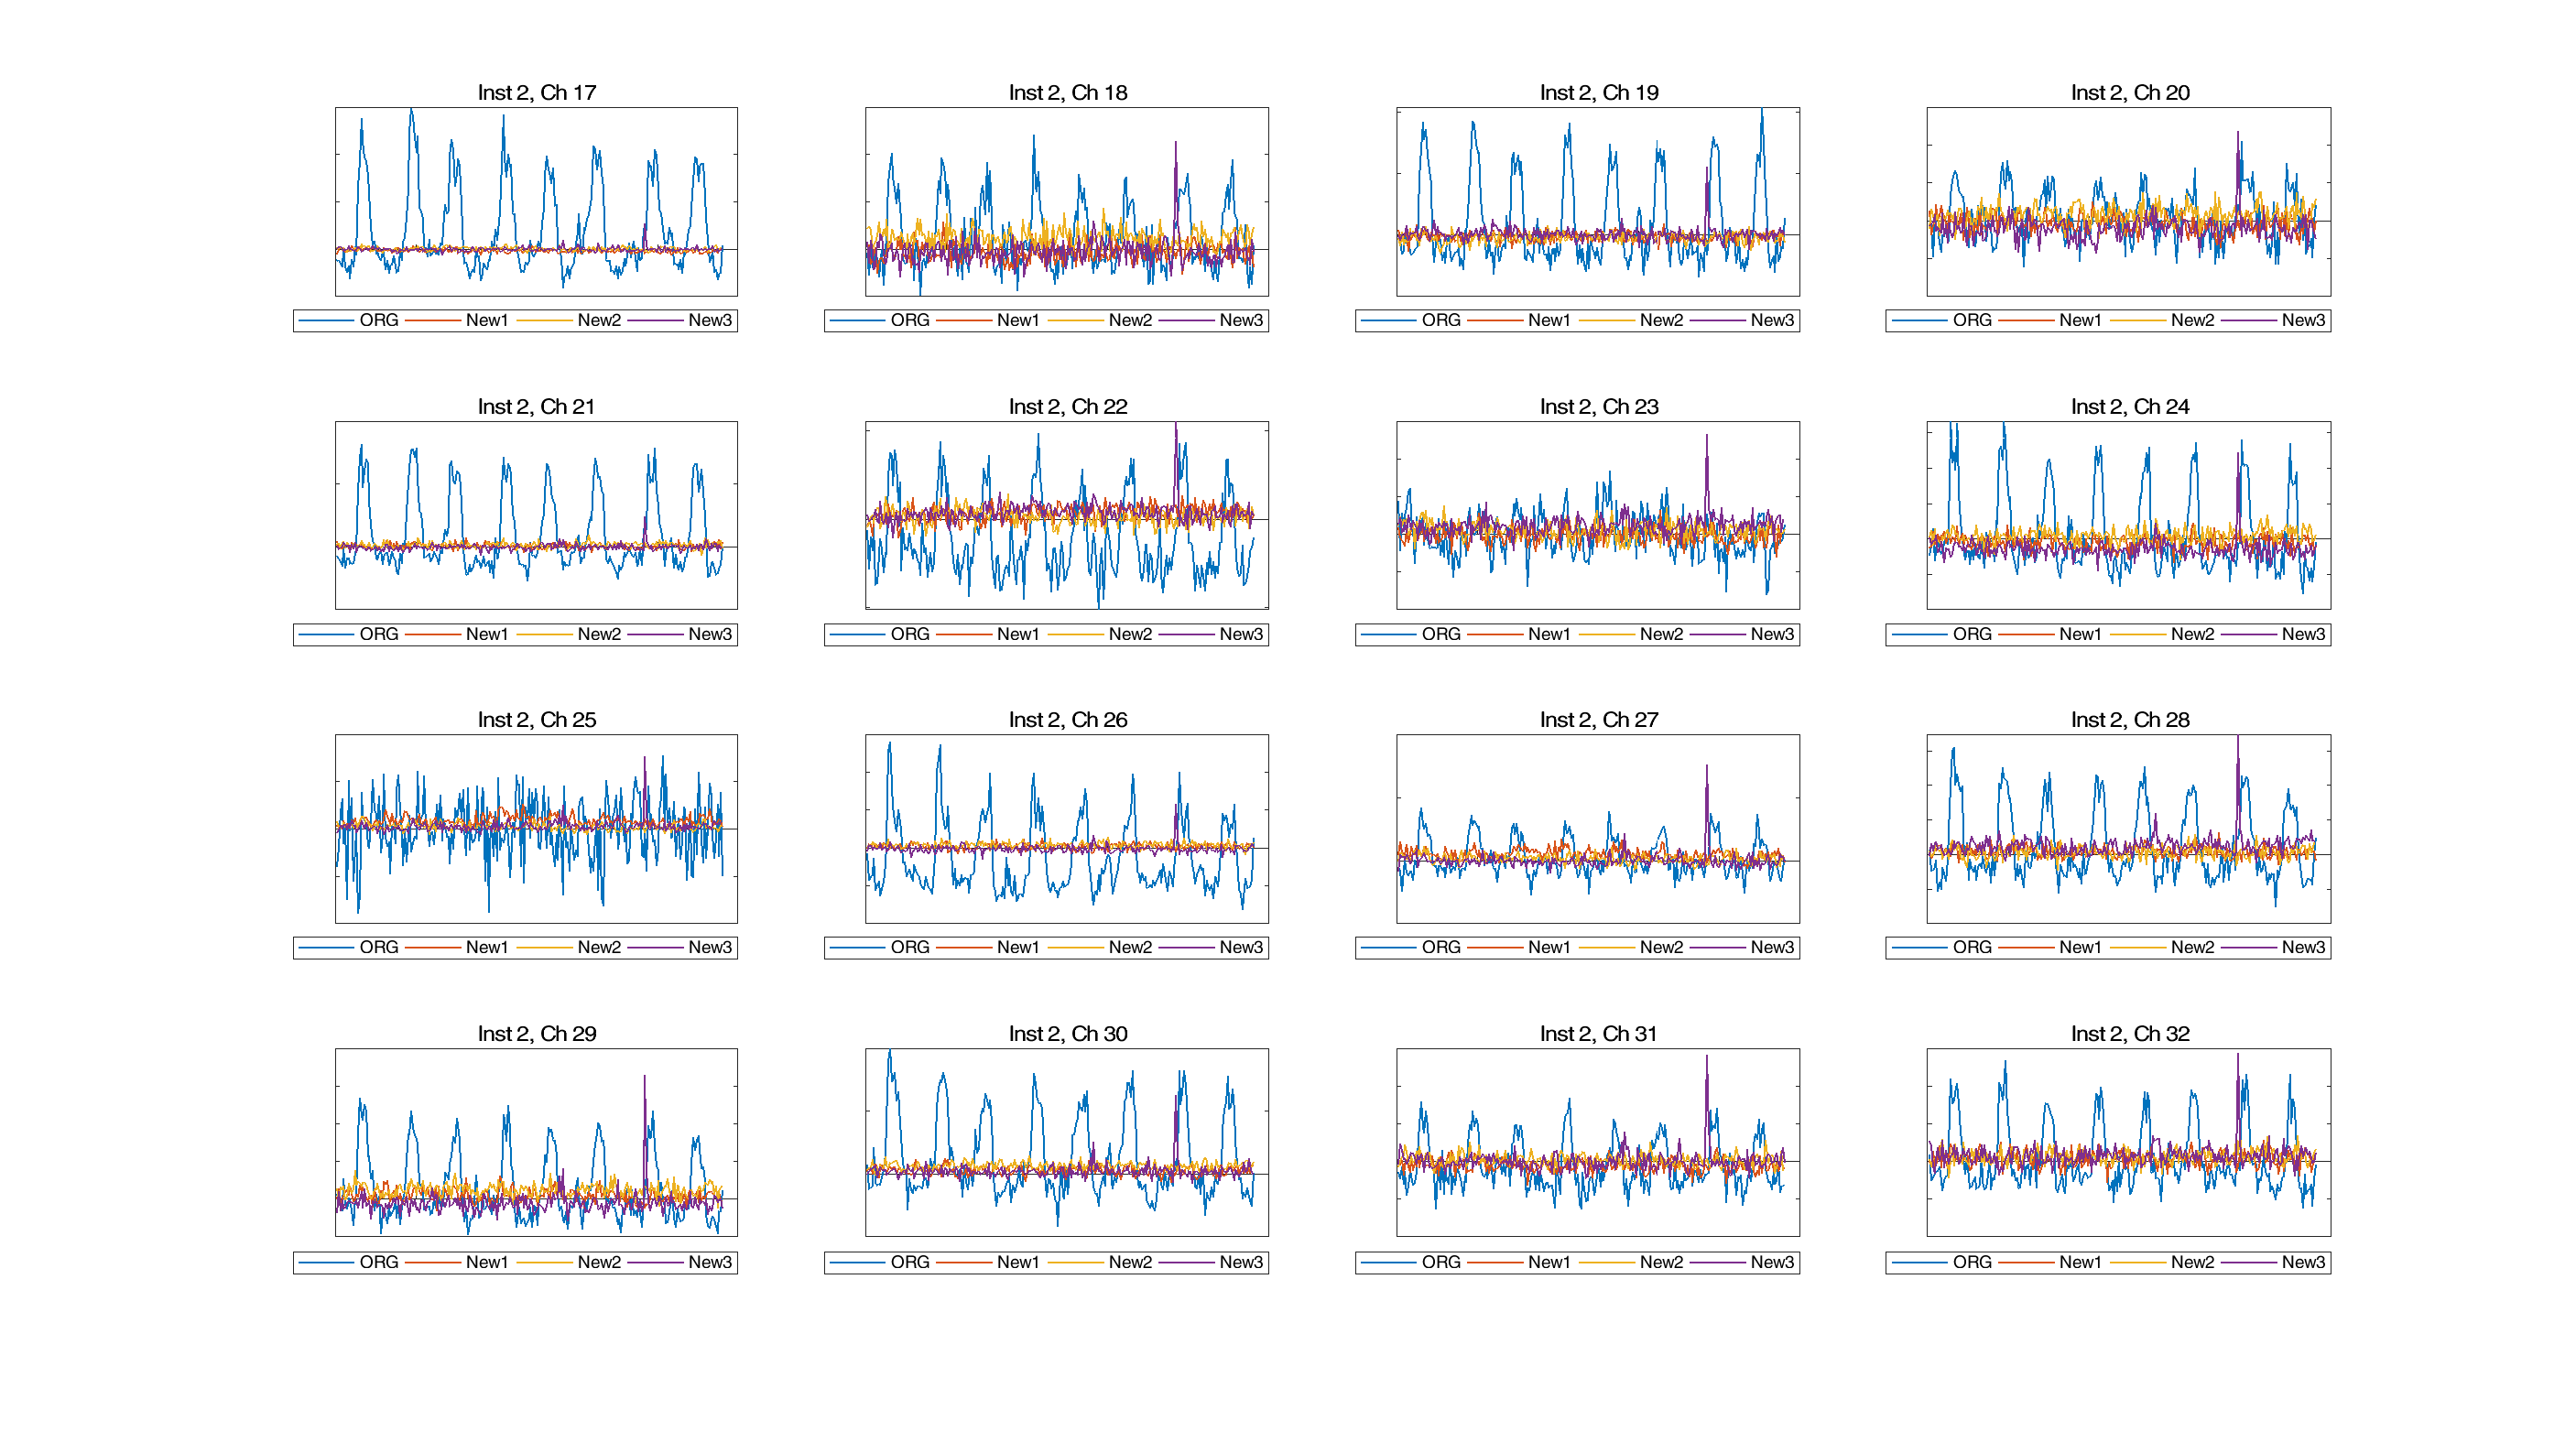 Inst 2, Ch 17
Inst 2, Ch 18
Inst 2, Ch 19
Inst 2, Ch 20
ORG New1 New2 New3
ORG New1 New2 New3
ORG New1 New2 New3
ORG New1 New2 New3
Inst 2, Ch 21
Inst 2, Ch 22
Inst 2, Ch 23
Inst 2, Ch 24
ORG New1 New2 New3
ORG New1 New2 New3
ORG New1 New2 New3
ORG New1 New2 New3
Inst 2, Ch 25
Inst 2, Ch 26
Inst 2, Ch 27
Inst 2, Ch 28
ORG New1 New2 New3
ORG New1 New2 New3
ORG New1 New2 New3
ORG New1 New2 New3
Inst 2, Ch 29
Inst 2, Ch 30
Inst 2, Ch 31
Inst 2, Ch 32
ORG New1 New2 New3
ORG New1 New2 New3
ORG New1 New2 New3
ORG New1 New2 New3